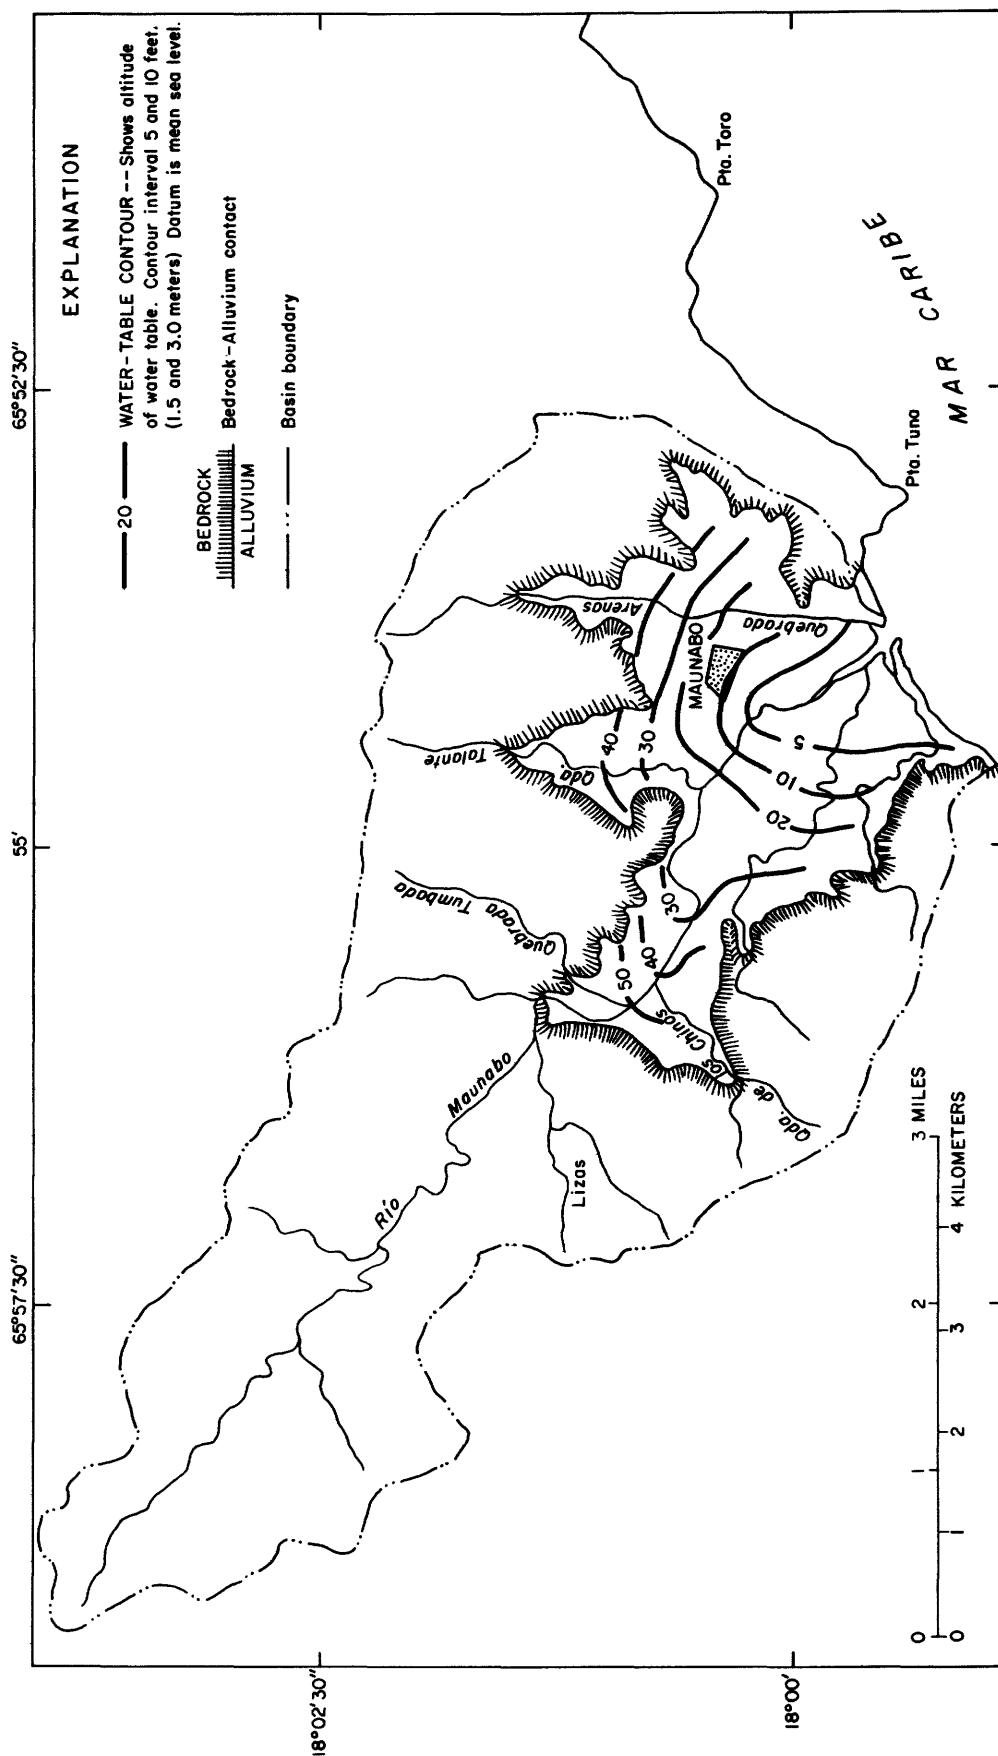 65°57'30"
55'
65°52'30"
18°02'30"
18°00'
EXPLANATION
20
WATER-TABLE CONTOUR--Shows altitude
of water table. Contour interval 5 and 10 feet.
(1.5 and 3.0 meters) Datum is mean sea level
BEDROCK
ALLUVIUM
Bedrock-Alluvium contact
Basin boundary
Río Maunabo
Lizas
Quebrada Tumbada
Qda. Talante
Quebrada Arenas
Qda. de las Chinas
MAUNABO
50
40
30
40
30
20
10
5
Pta. Toro
Pta. Tuna
MAR CARIBE
0 1 2 3 MILES
0 1 2 3 4 KILOMETERS